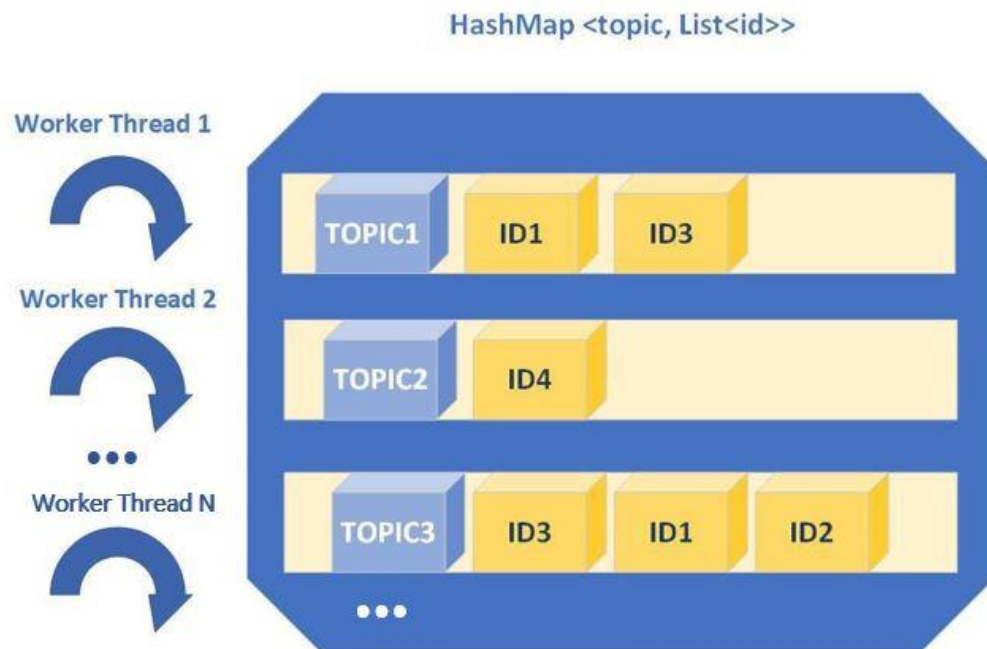 HashMap <topic, List<id>>
Worker Thread 1
TOPIC1 ID1 ID3
Worker Thread 2
TOPIC2 ID4
•••
Worker Thread N
TOPIC3 ID3 ID1 ID2
•••